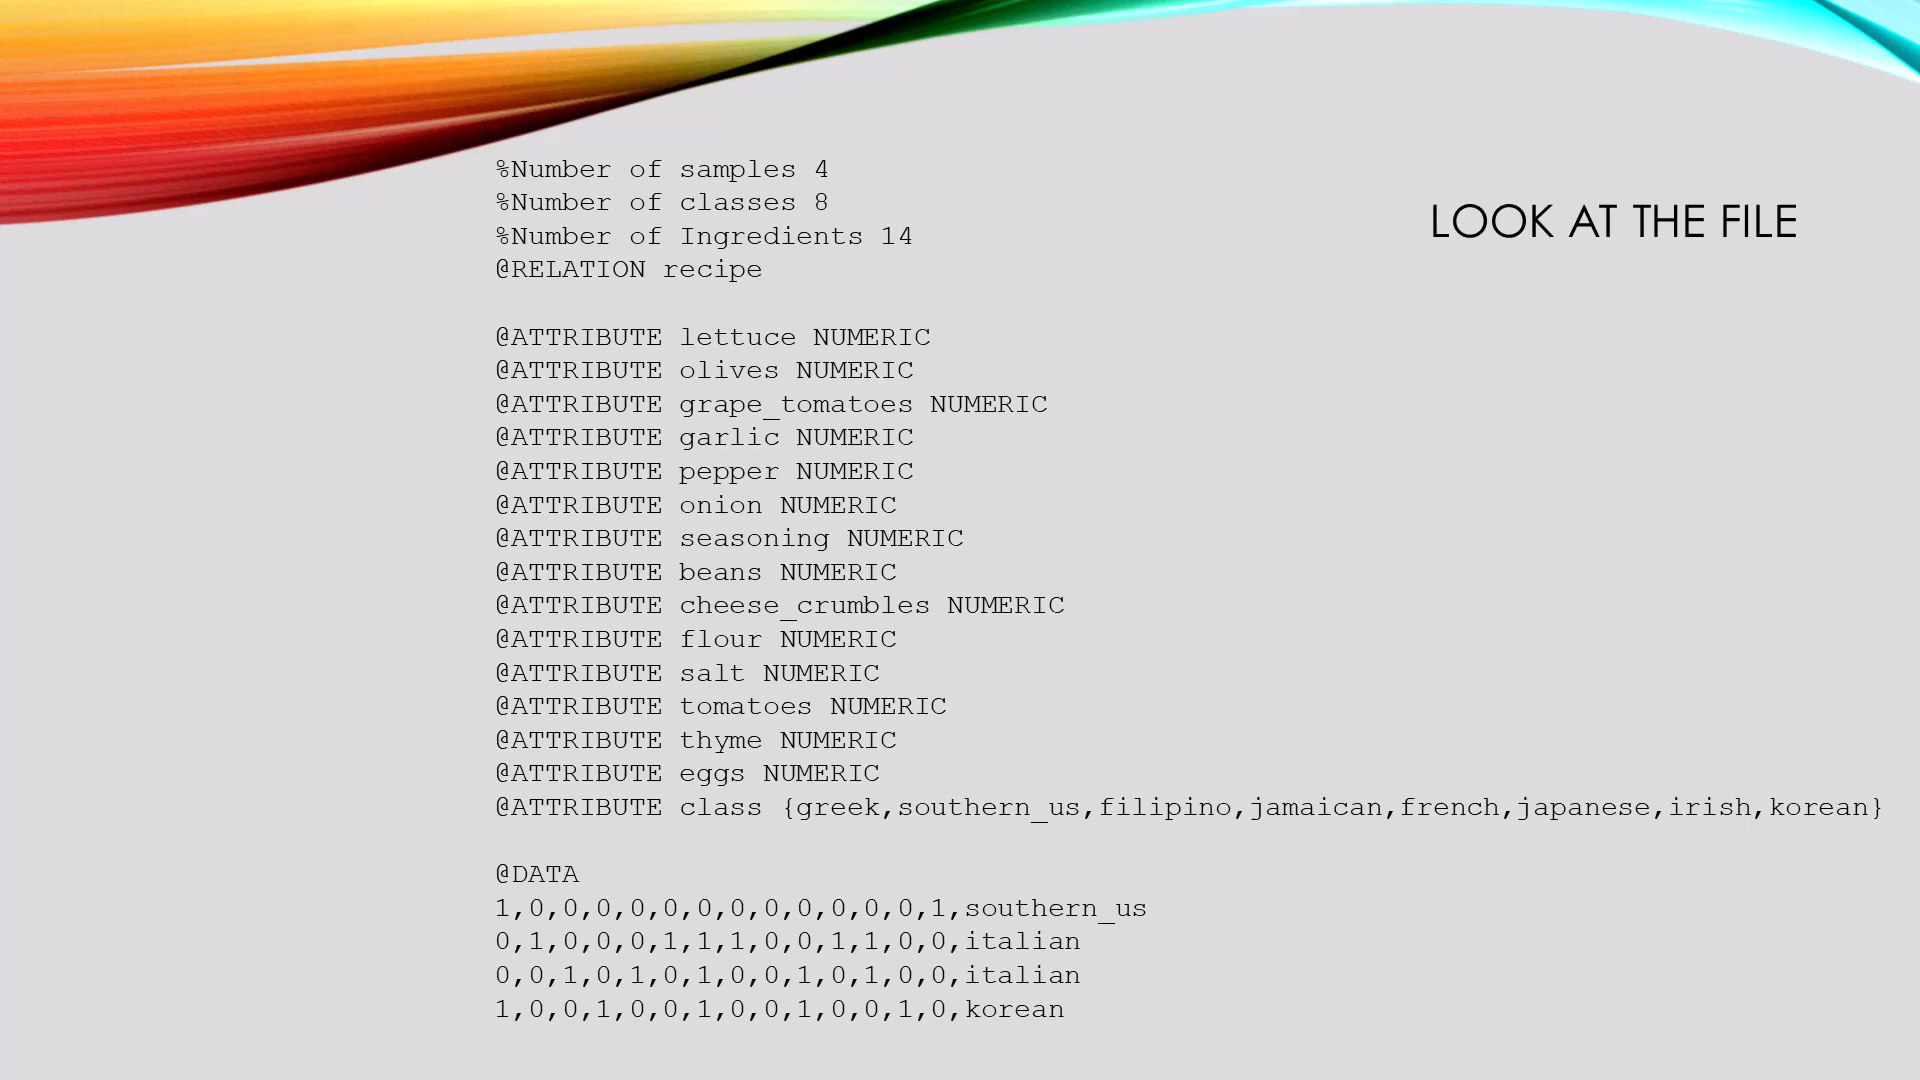 %Number of samples 4
%Number of classes 8
%Number of Ingredients 14
@RELATION recipe
LOOK AT THE FILE
@ATTRIBUTE lettuce NUMERIC
@ATTRIBUTE olives NUMERIC
@ATTRIBUTE grape_tomatoes NUMERIC
@ATTRIBUTE garlic NUMERIC
@ATTRIBUTE pepper NUMERIC
@ATTRIBUTE onion NUMERIC
@ATTRIBUTE seasoning NUMERIC
@ATTRIBUTE beans NUMERIC
@ATTRIBUTE cheese_crumbles NUMERIC
@ATTRIBUTE flour NUMERIC
@ATTRIBUTE salt NUMERIC
@ATTRIBUTE tomatoes NUMERIC
@ATTRIBUTE thyme NUMERIC
@ATTRIBUTE eggs NUMERIC
@ATTRIBUTE class {greek,southern_us,filipino,jamaican,french,japanese,irish,korean}
@DATA
1,0,0,0,0,0,0,0,0,0,0,0,0,1,southern_us
0,1,0,0,0,1,1,1,0,0,1,1,0,0,italian
0,0,1,0,1,0,1,0,0,1,0,1,0,0,italian
1,0,0,1,0,0,1,0,0,1,0,0,1,0,korean